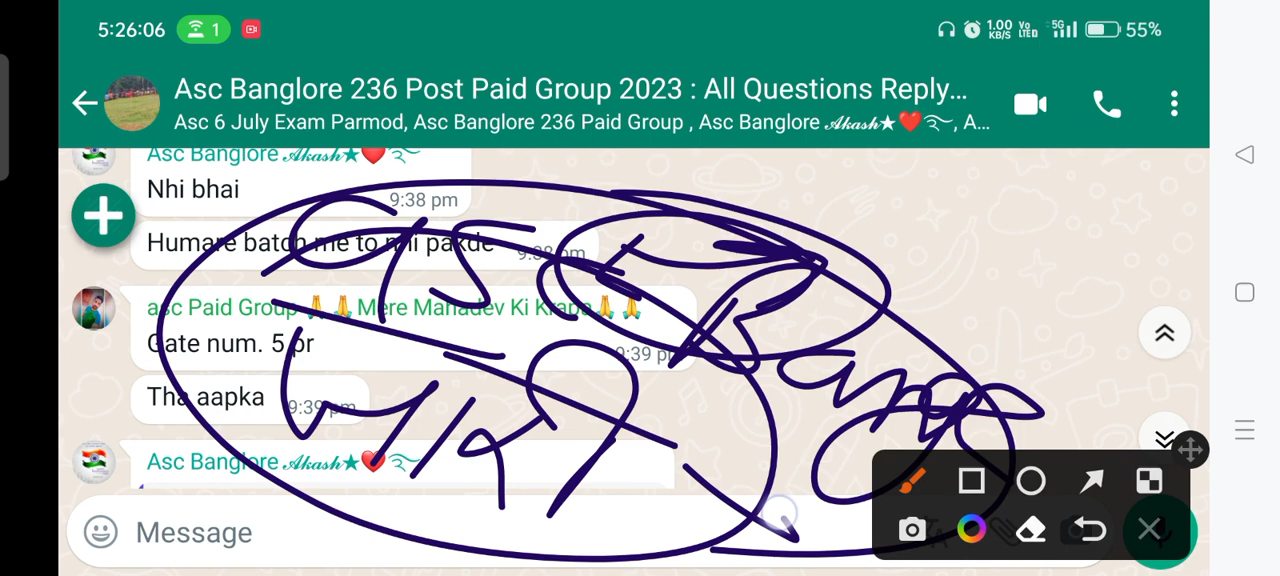 5:26:06 1 1.00 KB/S Vo LTED 5G 55%
Asc Banglore 236 Post Paid Group 2023 : All Questions Reply...
Asc 6 July Exam Parmod, Asc Banglore 236 Paid Group , Asc Banglore 𝒜𝓀𝒶𝓈𝒽★❤️࿐, A...
Asc Banglore 𝒜𝓀𝒶𝓈𝒽★❤️࿐
Nhi bhai
9:38 pm
Humare batch me to nhi pakde
9:38 pm
asc Paid Group 🙏🙏Mere Mahadev Ki Krapa🙏🙏
Gate num. 5 pr
9:39 pm
Tha aapka
9:39 pm
Asc Banglore 𝒜𝓀𝒶𝓈𝒽★❤️࿐
Message